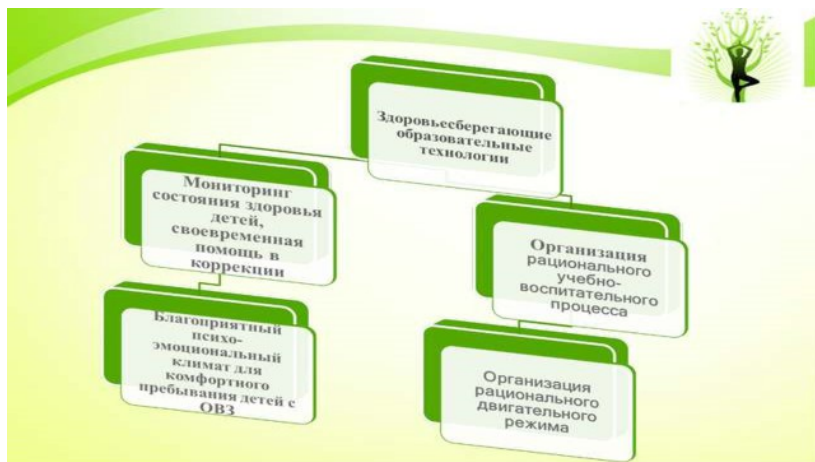 Здоровьесберегающие
образовательные
технологии
Мониторинг
состояния здоровья
детей,
своевременная
помощь в
коррекции
Организация
рационального
учебно-
воспитательного
процесса
Благоприятный
психо-
эмоциональный
климат для
комфортного
пребывания детей с
ОВЗ
Организация
рационального
двигательного
режима